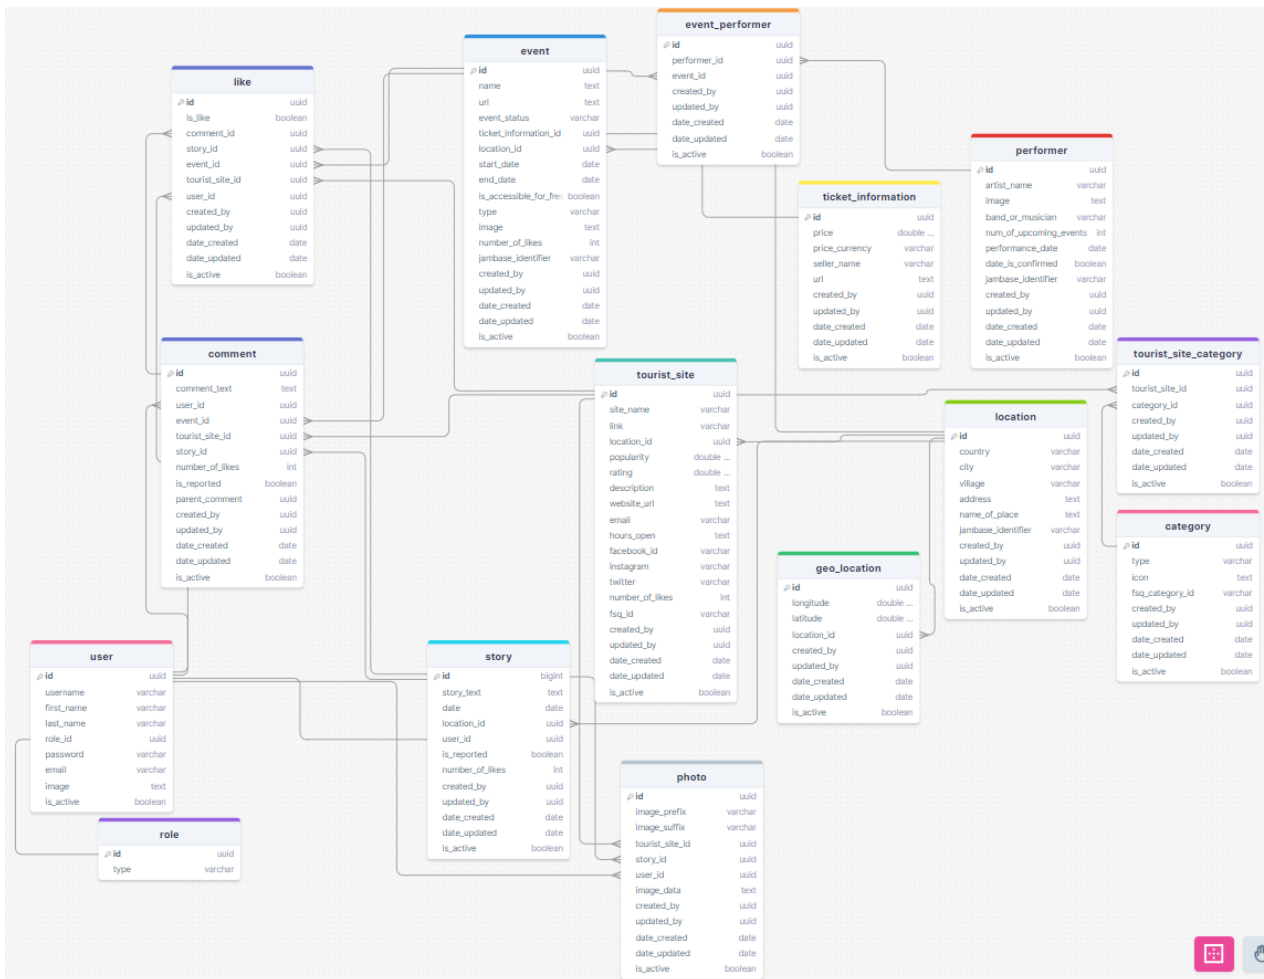 event_performer
id uuid
performer_id uuid
event_id uuid
created_by uuid
updated_by uuid
date_created date
date_updated date
is_active boolean
event
id uuid
name text
url text
event_status varchar
ticket_information_id uuid
location_id uuid
start_date date
end_date date
is_accessible_for_fre boolean
type varchar
image text
number_of_likes int
jambase_identifier varchar
created_by uuid
updated_by uuid
date_created date
date_updated date
is_active boolean
like
id uuid
is_like boolean
comment_id uuid
story_id uuid
event_id uuid
tourist_site_id uuid
user_id uuid
created_by uuid
updated_by uuid
date_created date
date_updated date
is_active boolean
performer
id uuid
artist_name varchar
image text
band_or_musician varchar
num_of_upcoming_events int
performance_date date
date_is_confirmed boolean
jambase_identifier varchar
created_by uuid
updated_by uuid
date_created date
date_updated date
is_active boolean
ticket_information
id uuid
price double ...
price_currency varchar
seller_name varchar
url text
created_by uuid
updated_by uuid
date_created date
date_updated date
is_active boolean
comment
id uuid
comment_text text
user_id uuid
event_id uuid
tourist_site_id uuid
story_id uuid
number_of_likes int
is_reported boolean
parent_comment uuid
created_by uuid
updated_by uuid
date_created date
date_updated date
is_active boolean
tourist_site
id uuid
site_name varchar
link varchar
location_id uuid
popularity double ...
rating double ...
description text
website_url text
email varchar
hours_open text
facebook_id varchar
instagram varchar
twitter varchar
number_of_likes int
fsq_id varchar
created_by uuid
updated_by uuid
date_created date
date_updated date
is_active boolean
tourist_site_category
id uuid
tourist_site_id uuid
category_id uuid
created_by uuid
updated_by uuid
date_created date
date_updated date
is_active boolean
location
id uuid
country varchar
city varchar
village varchar
address text
name_of_place text
jambase_identifier varchar
created_by uuid
updated_by uuid
date_created date
date_updated date
is_active boolean
category
id uuid
type varchar
icon text
fsq_category_id varchar
created_by uuid
updated_by uuid
date_created date
date_updated date
is_active boolean
geo_location
id uuid
longitude double ...
latitude double ...
location_id uuid
created_by uuid
updated_by uuid
date_created date
date_updated date
is_active boolean
user
id uuid
username varchar
first_name varchar
last_name varchar
role_id uuid
password varchar
email varchar
image text
is_active boolean
story
id bigint
story_text text
date date
location_id uuid
user_id uuid
is_reported boolean
number_of_likes int
created_by uuid
updated_by uuid
date_created date
date_updated date
is_active boolean
photo
id uuid
image_prefix varchar
image_suffix varchar
tourist_site_id uuid
story_id uuid
user_id uuid
image_data text
created_by uuid
updated_by uuid
date_created date
date_updated date
is_active boolean
role
id uuid
type varchar